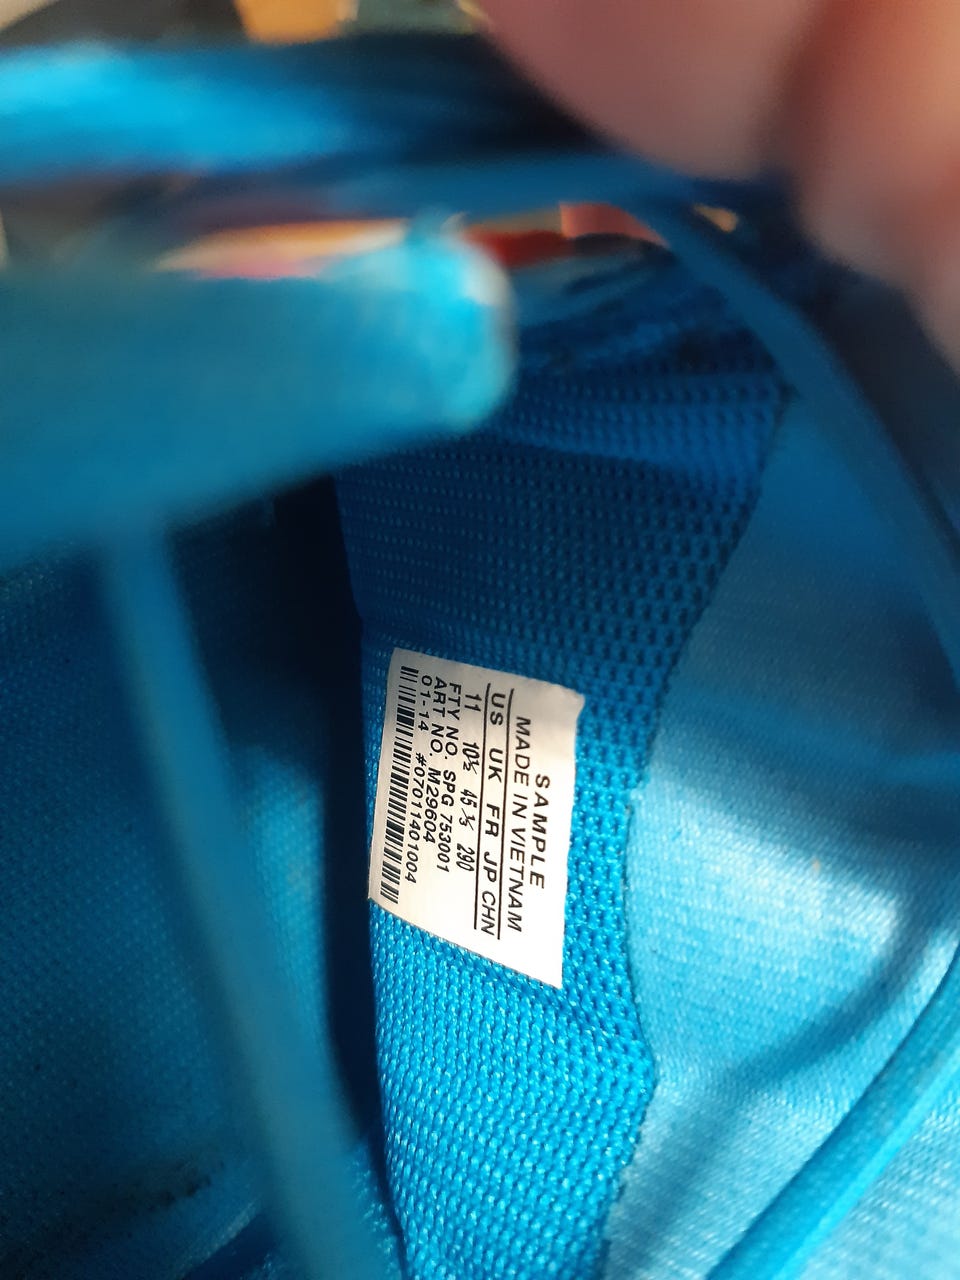 SAMPLE
MADE IN VIETNAM
US UK FR JP CHN
11 10½ 45⅓ 290
FTY NO. SPG 753001
ART NO. M29604
01-14 #0701401004